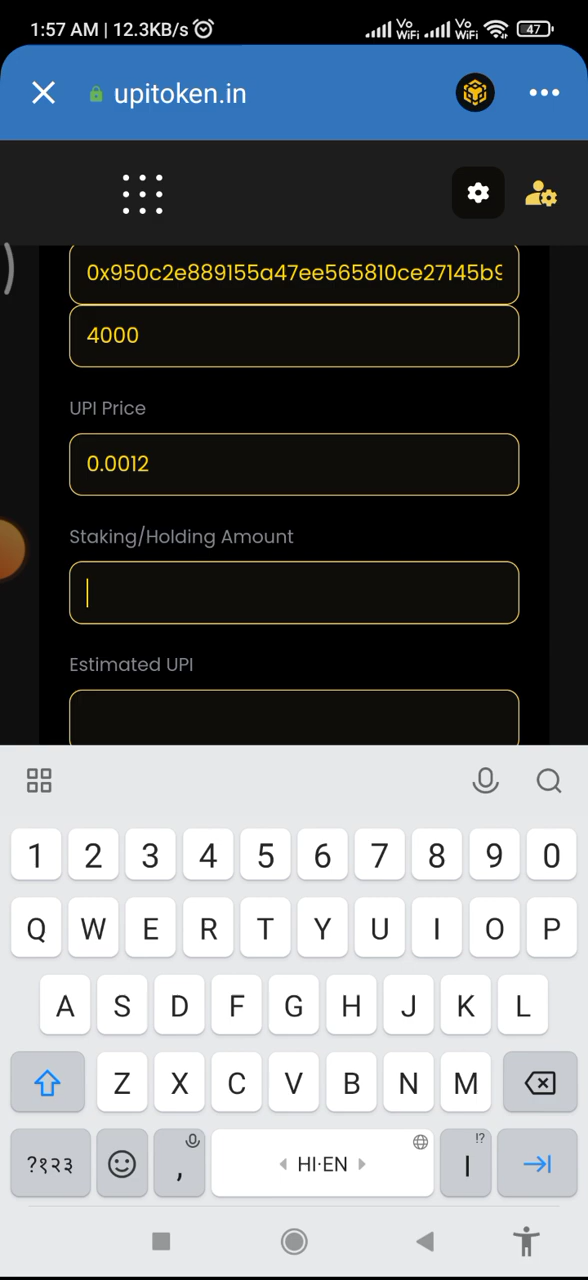 1:57 AM | 12.3KB/s
Vo WiFi Vo WiFi 47
upitoken.in
0x950c2e889155a47ee565810ce27145b9
4000
UPI Price
0.0012
Staking/Holding Amount
Estimated UPI
1 2 3 4 5 6 7 8 9 0
Q W E R T Y U I O P
A S D F G H J K L
Z X C V B N M
!?
?१२३ , HI·EN ।